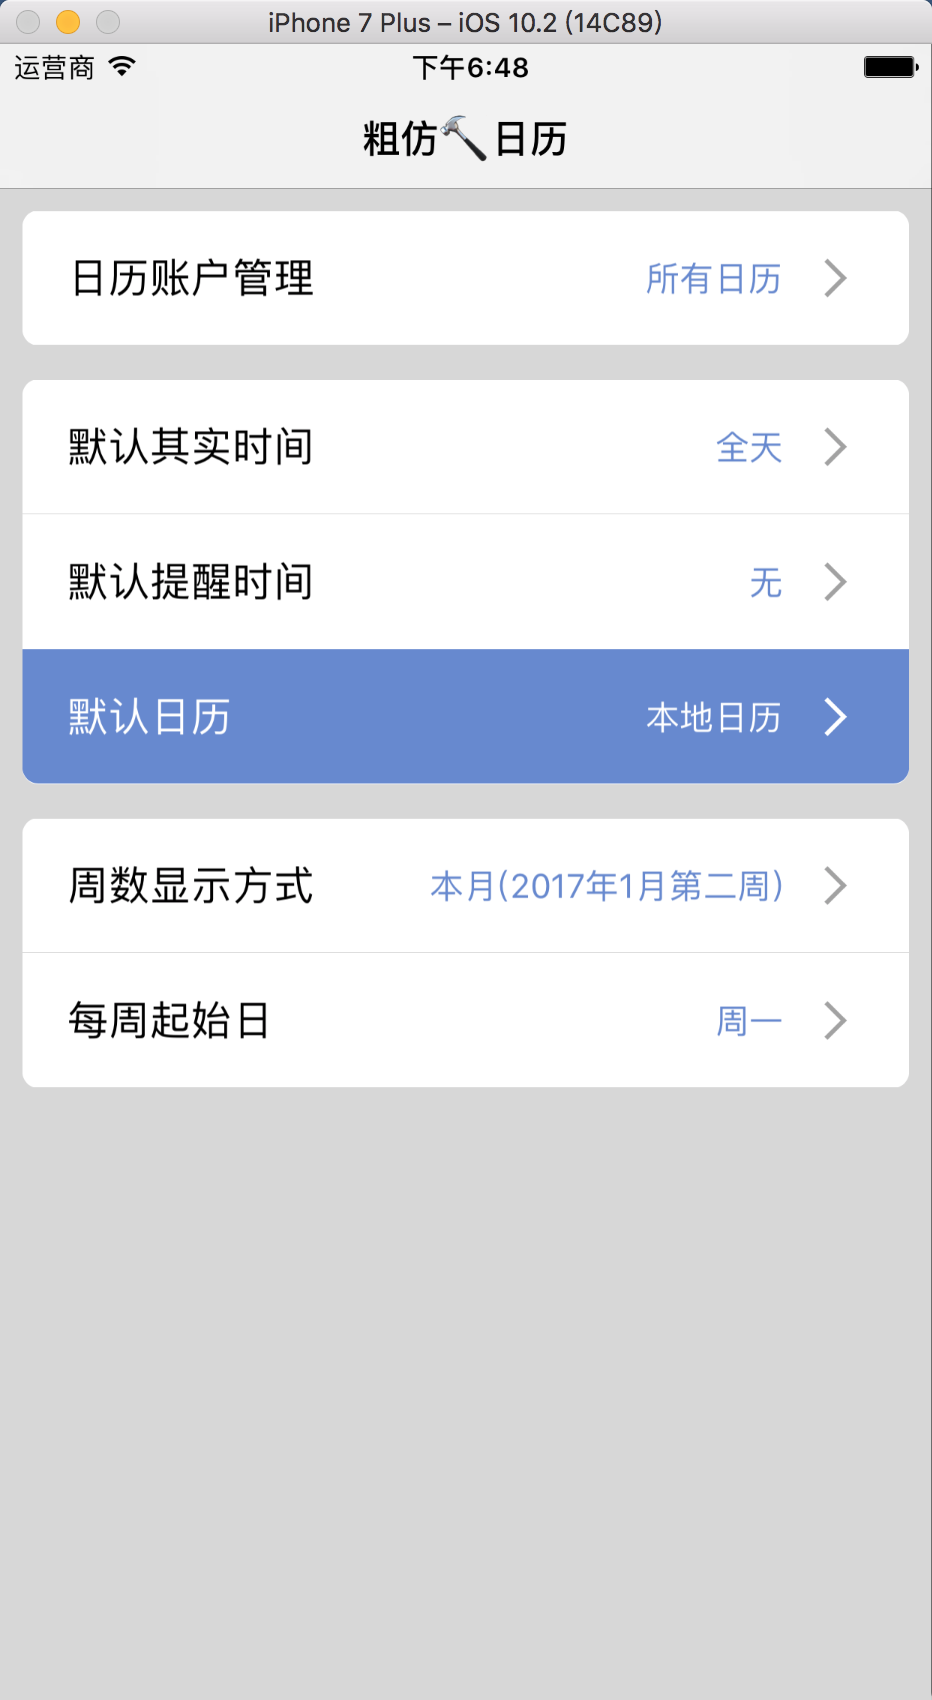 iPhone 7 Plus – iOS 10.2 (14C89)
运营商 下午6:48
粗仿🔨日历
日历账户管理 所有日历
默认其实时间 全天
默认提醒时间 无
默认日历 本地日历
周数显示方式 本月(2017年1月第二周)
每周起始日 周一